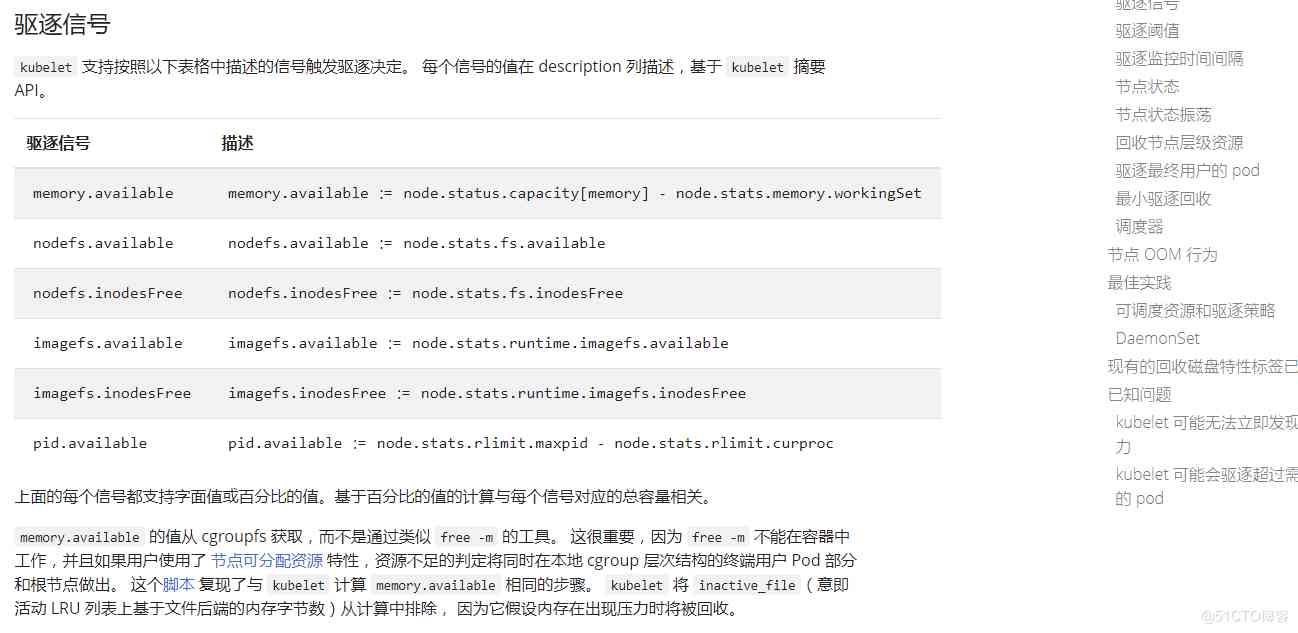 驱逐信号
kubelet 支持按照以下表格中描述的信号触发驱逐决定。 每个信号的值在 description 列描述，基于 kubelet 摘要
API。
驱逐信号 描述
memory.available memory.available := node.status.capacity[memory] - node.stats.memory.workingSet
nodefs.available nodefs.available := node.stats.fs.available
nodefs.inodesFree nodefs.inodesFree := node.stats.fs.inodesFree
imagefs.available imagefs.available := node.stats.runtime.imagefs.available
imagefs.inodesFree imagefs.inodesFree := node.stats.runtime.imagefs.inodesFree
pid.available pid.available := node.stats.rlimit.maxpid - node.stats.rlimit.curproc
上面的每个信号都支持字面值或百分比的值。基于百分比的值的计算与每个信号对应的总容量相关。
memory.available 的值从 cgroupfs 获取，而不是通过类似 free -m 的工具。 这很重要，因为 free -m 不能在容器中
工作，并且如果用户使用了 节点可分配资源 特性，资源不足的判定将同时在本地 cgroup 层次结构的终端用户 Pod 部分
和根节点做出。 这个脚本 复现了与 kubelet 计算 memory.available 相同的步骤。 kubelet 将 inactive_file（意即
活动 LRU 列表上基于文件后端的内存字节数）从计算中排除， 因为它假设内存在出现压力时将被回收。
驱逐信号
驱逐阈值
驱逐监控时间间隔
节点状态
节点状态振荡
回收节点层级资源
驱逐最终用户的 pod
最小驱逐回收
调度器
节点 OOM 行为
最佳实践
可调度资源和驱逐策略
DaemonSet
现有的回收磁盘特性标签已
已知问题
kubelet 可能无法立即发现
力
kubelet 可能会驱逐超过需
的 pod
@51CTO博客